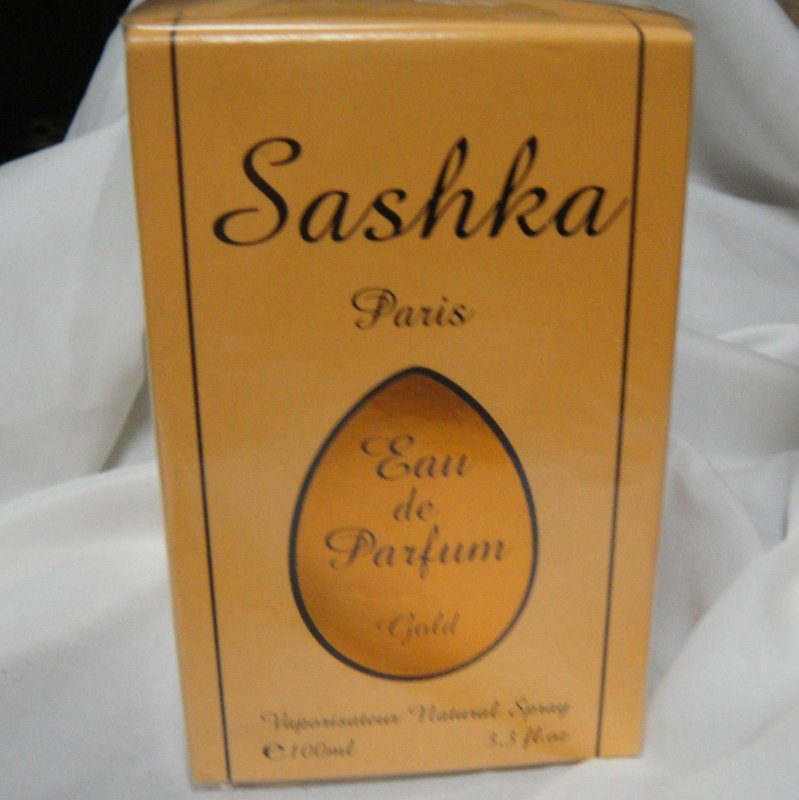 Sashka
Paris
Eau
de
Parfum
Gold
Vaporisateur Natural Spray
℮100ml 3.3 fl.oz